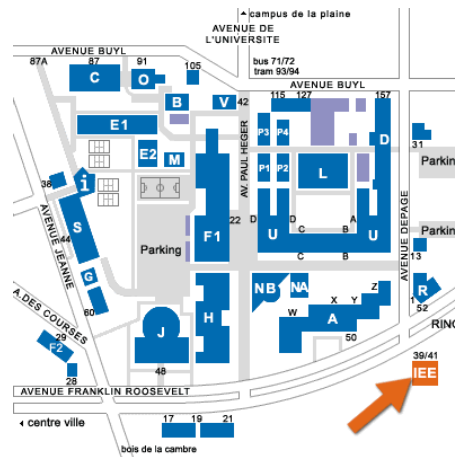 campus de la plaine
AVENUE DE
L'UNIVERSITE
AVENUE BUYL
87A
87
91
105
bus 71/72
tram 93/94
AVENUE BUYL
C
O
B
V
42
115
127
157
E1
P3
P4
D
31
E2
M
P1
P2
L
Parking
38
i
AV. PAUL HEGER
AVENUE DEPAGE
S
44
AVENUE JEANNE
22
D
D
A
F1
U
C
B
U
Parking
Parking
C
B
13
G
60
NB
NA
Z
R
X
Y
1
52
A. DES COURSES
W
A
J
H
RING
29
F2
50
39/41
28
48
IEE
AVENUE FRANKLIN ROOSEVELT
17
19
21
centre ville
bois de la cambre